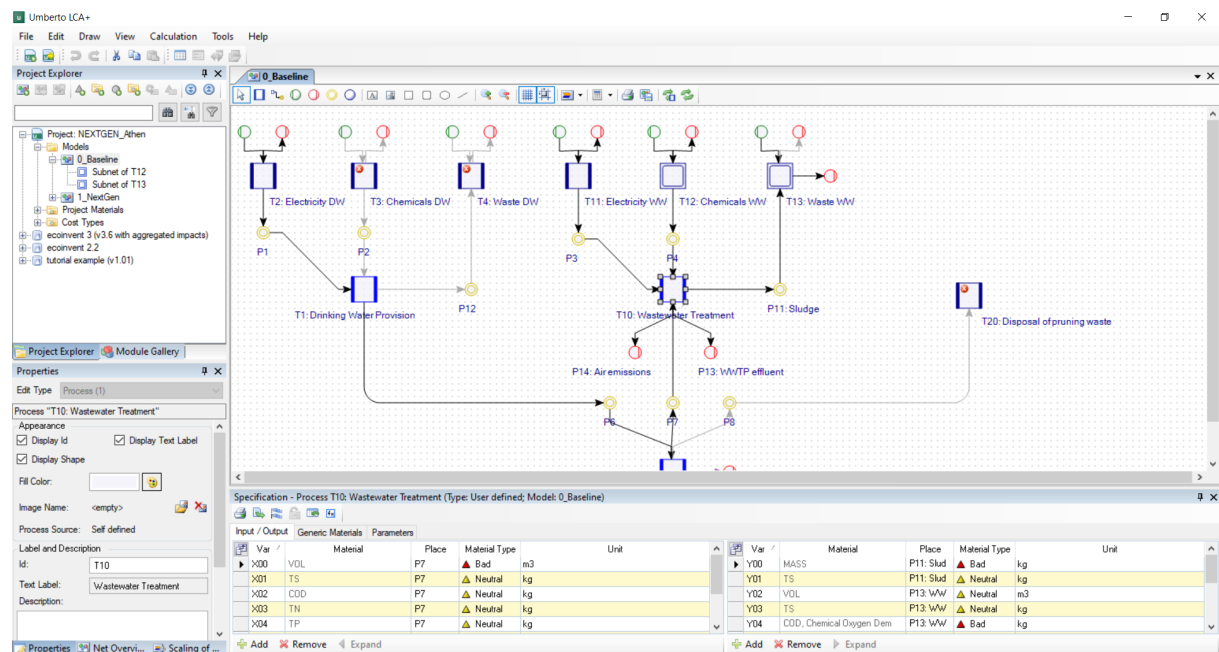 Umberto LCA+
File Edit Draw View Calculation Tools Help
Project Explorer
0_Baseline
Project: NEXTGEN_Athen
Models
0_Baseline
Subnet of T12
Subnet of T13
1_NextGen
Project Materials
Cost Types
ecoinvent 3 (v3.6 with aggregated impacts)
ecoinvent 2.2
tutorial example (v1.01)
Project Explorer Module Gallery
T2: Electricity DW T3: Chemicals DW T4: Waste DW T11: Electricity WW T12: Chemicals WW T13: Waste WW
P1 P2 P3 P4
T1: Drinking Water Provision P12 T10: Wastewater Treatment P11: Sludge T20: Disposal of pruning waste
P14: Air emissions P13: WWTP effluent
P6 P7 P8
Properties
Edit Type Process (1)
Process "T10: Wastewater Treatment"
Appearance
Display Id Display Text Label
Display Shape
Fill Color:
Image Name: <empty>
Process Source: Self defined
Label and Description
Id: T10
Text Label: Wastewater Treatment
Description:
Properties Net Overvi... Scaling of ...
Specification - Process T10: Wastewater Treatment (Type: User defined; Model: 0_Baseline)
Input / Output Generic Materials Parameters
Var Material Place Material Type Unit
X00 VOL P7 Bad m3
X01 TS P7 Neutral kg
X02 COD P7 Neutral kg
X03 TN P7 Neutral kg
X04 TP P7 Neutral kg
Add Remove Expand
Var Material Place Material Type Unit
Y00 MASS P11: Slud Bad kg
Y01 TS P11: Slud Neutral kg
Y02 VOL P13: WW Neutral m3
Y03 TS P13: WW Neutral kg
Y04 COD, Chemical Oxygen Dem P13: WW Bad kg
Add Remove Expand